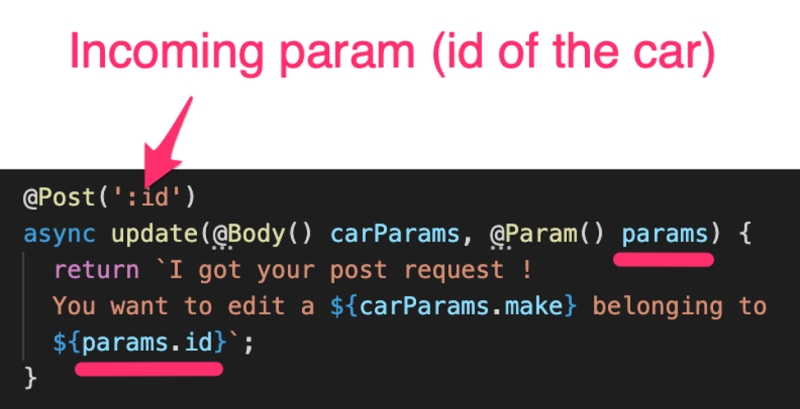 Incoming param (id of the car)
@Post(':id')
async update(@Body() carParams, @Param() params) {
return `I got your post request !
You want to edit a ${carParams.make} belonging to
${params.id}`;
}